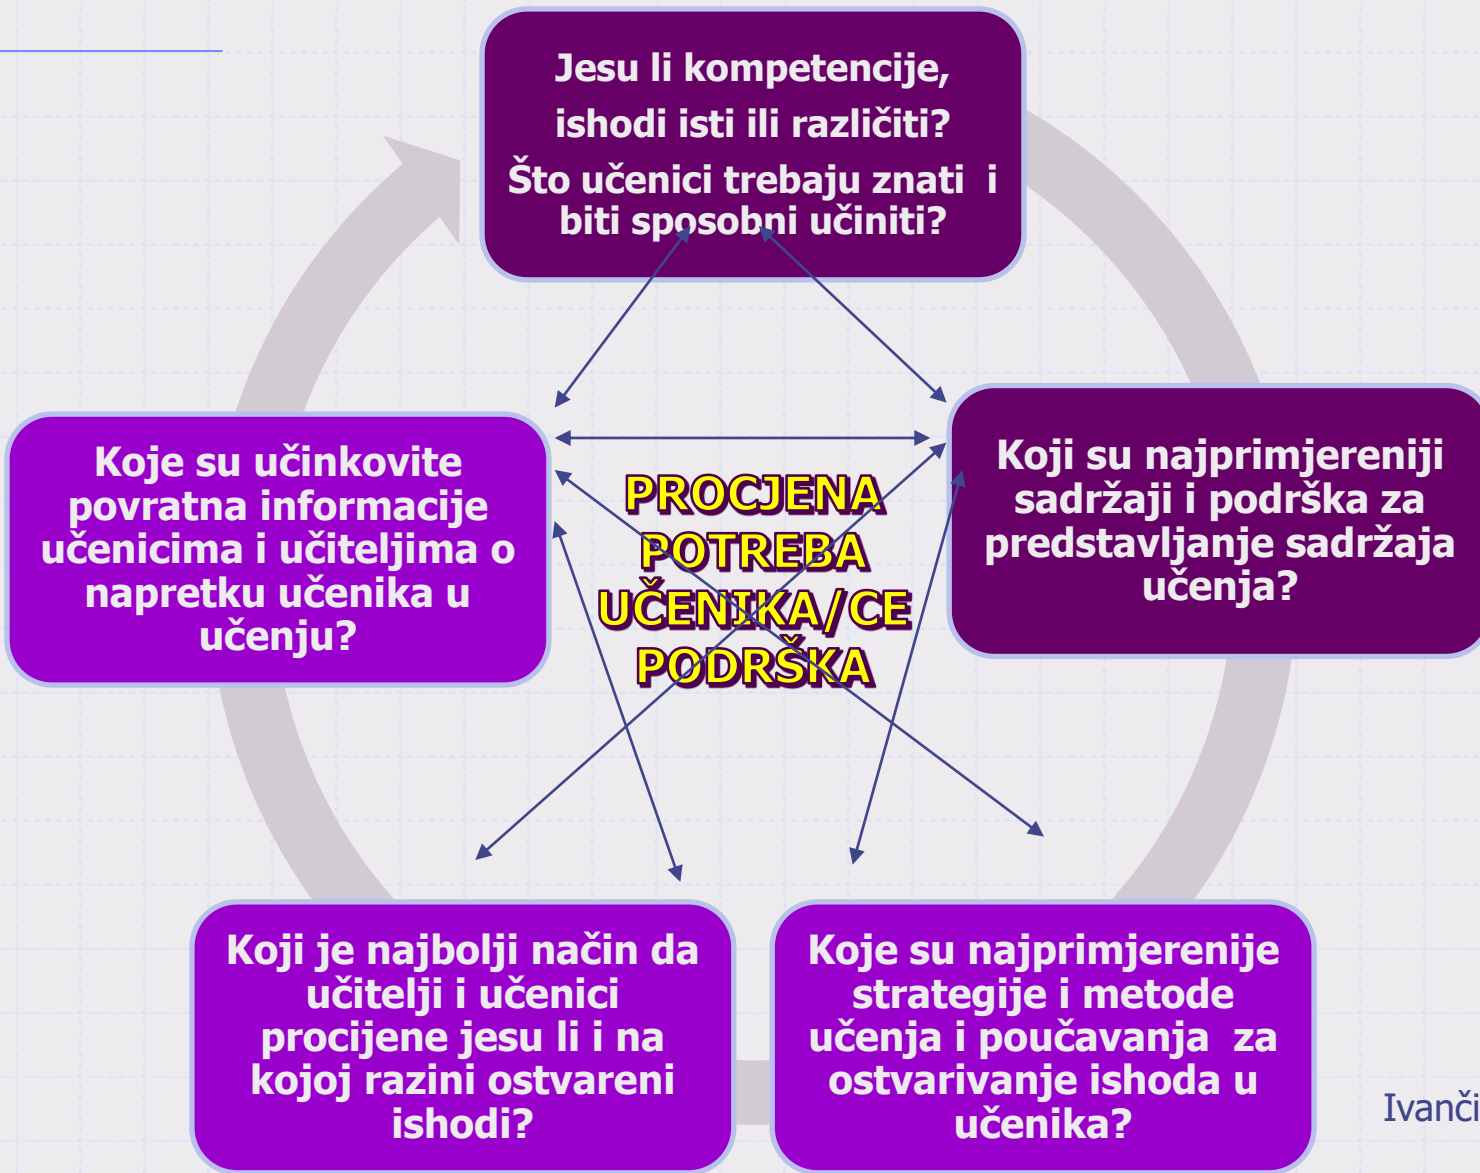 Jesu li kompetencije,
ishodi isti ili različiti?
Što učenici trebaju znati i
biti sposobni učiniti?
Koje su učinkovite
povratna informacije
učenicima i učiteljima o
napretku učenika u
učenju?
PROCJENA
POTREBA
UČENIKA/CE
PODRŠKA
Koji su najprimjereniji
sadržaji i podrška za
predstavljanje sadržaja
učenja?
Koji je najbolji način da
učitelji i učenici
procijene jesu li i na
kojoj razini ostvareni
ishodi?
Koje su najprimjerenije
strategije i metode
učenja i poučavanja za
ostvarivanje ishoda u
učenika?
Ivanči